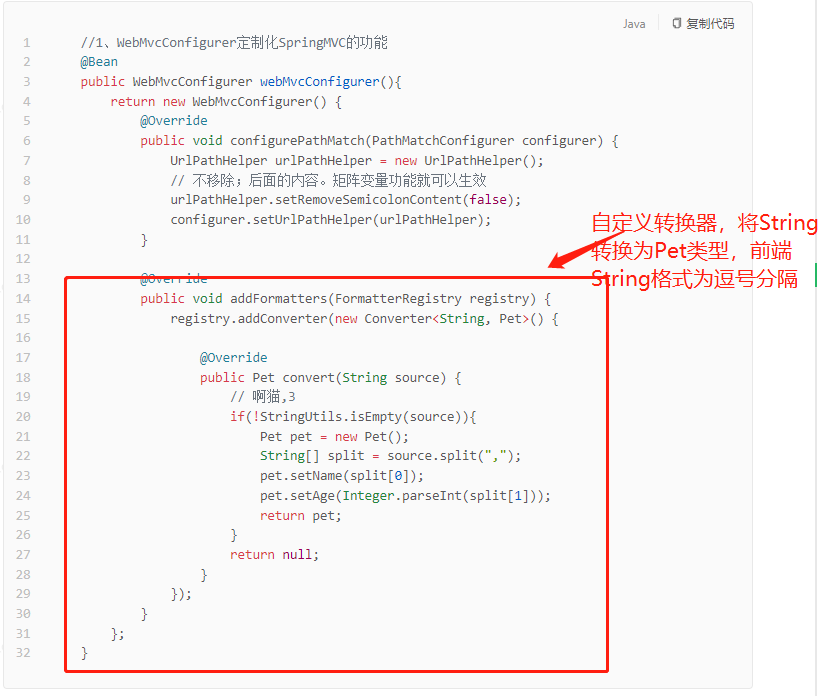 Java 复制代码
1 //1、WebMvcConfigurer定制化SpringMVC的功能
2 @Bean
3 public WebMvcConfigurer webMvcConfigurer(){
4 return new WebMvcConfigurer() {
5 @Override
6 public void configurePathMatch(PathMatchConfigurer configurer) {
7 UrlPathHelper urlPathHelper = new UrlPathHelper();
8 // 不移除；后面的内容。矩阵变量功能就可以生效
9 urlPathHelper.setRemoveSemicolonContent(false);
10 configurer.setUrlPathHelper(urlPathHelper);
11 }
12
13 @Override
14 public void addFormatters(FormatterRegistry registry) {
15 registry.addConverter(new Converter<String, Pet>() {
16
17 @Override
18 public Pet convert(String source) {
19 // 啊猫,3
20 if(!StringUtils.isEmpty(source)){
21 Pet pet = new Pet();
22 String[] split = source.split(",");
23 pet.setName(split[0]);
24 pet.setAge(Integer.parseInt(split[1]));
25 return pet;
26 }
27 return null;
28 }
29 });
30 }
31 };
32 }
自定义转换器，将String
转换为Pet类型，前端
String格式为逗号分隔